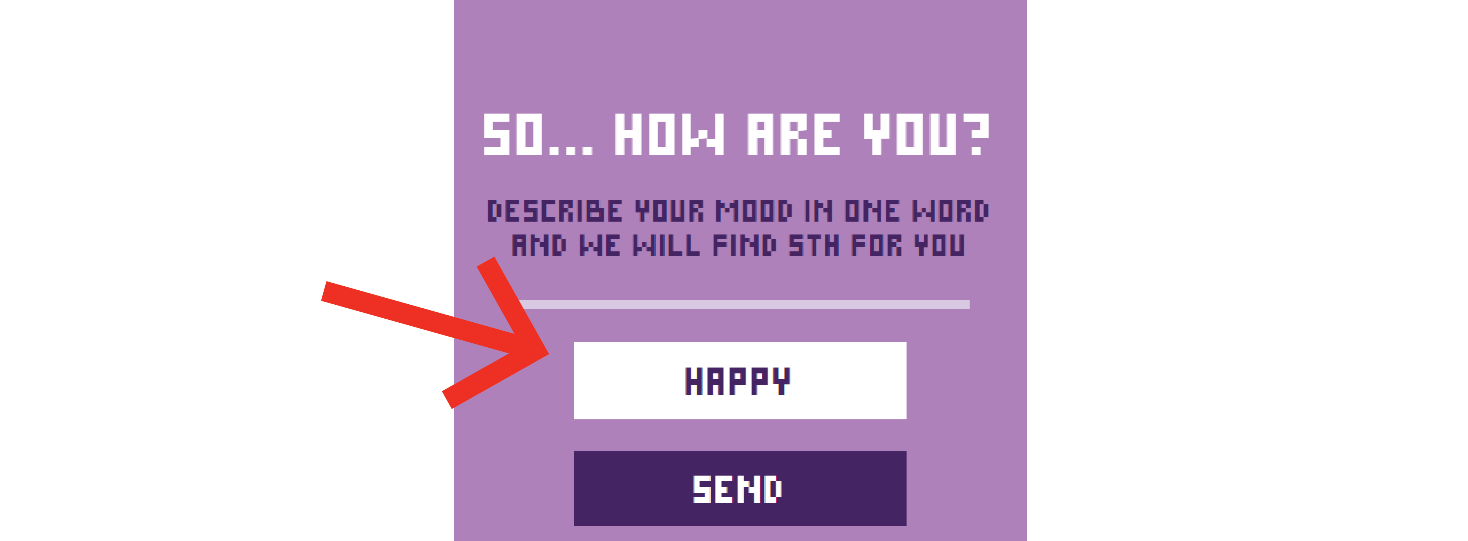 SO... HOW ARE YOU?
DESCRIBE YOUR MOOD IN ONE WORD
AND WE WILL FIND STH FOR YOU
HAPPY
SEND